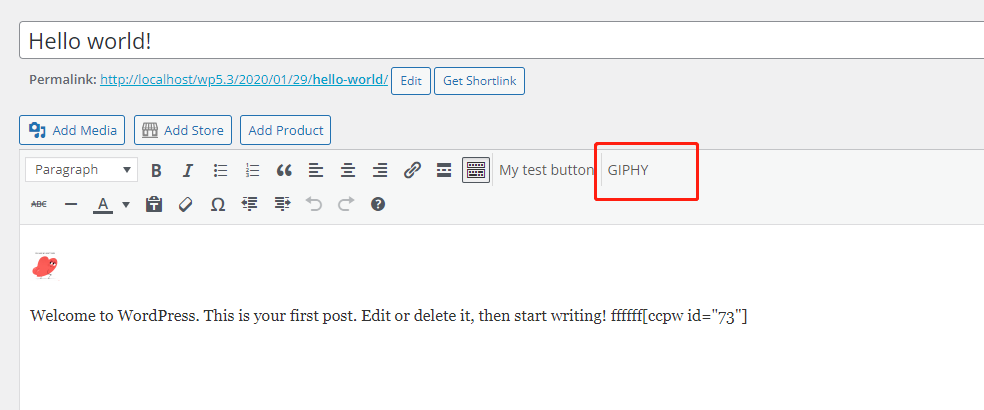 Hello world!
Permalink: http://localhost/wp5.3/2020/01/29/hello-world/ Edit Get Shortlink
Add Media Add Store Add Product
Paragraph B I My test button GIPHY
ABC A Ω
Welcome to WordPress. This is your first post. Edit or delete it, then start writing! ffffff[ccpw id="73"]